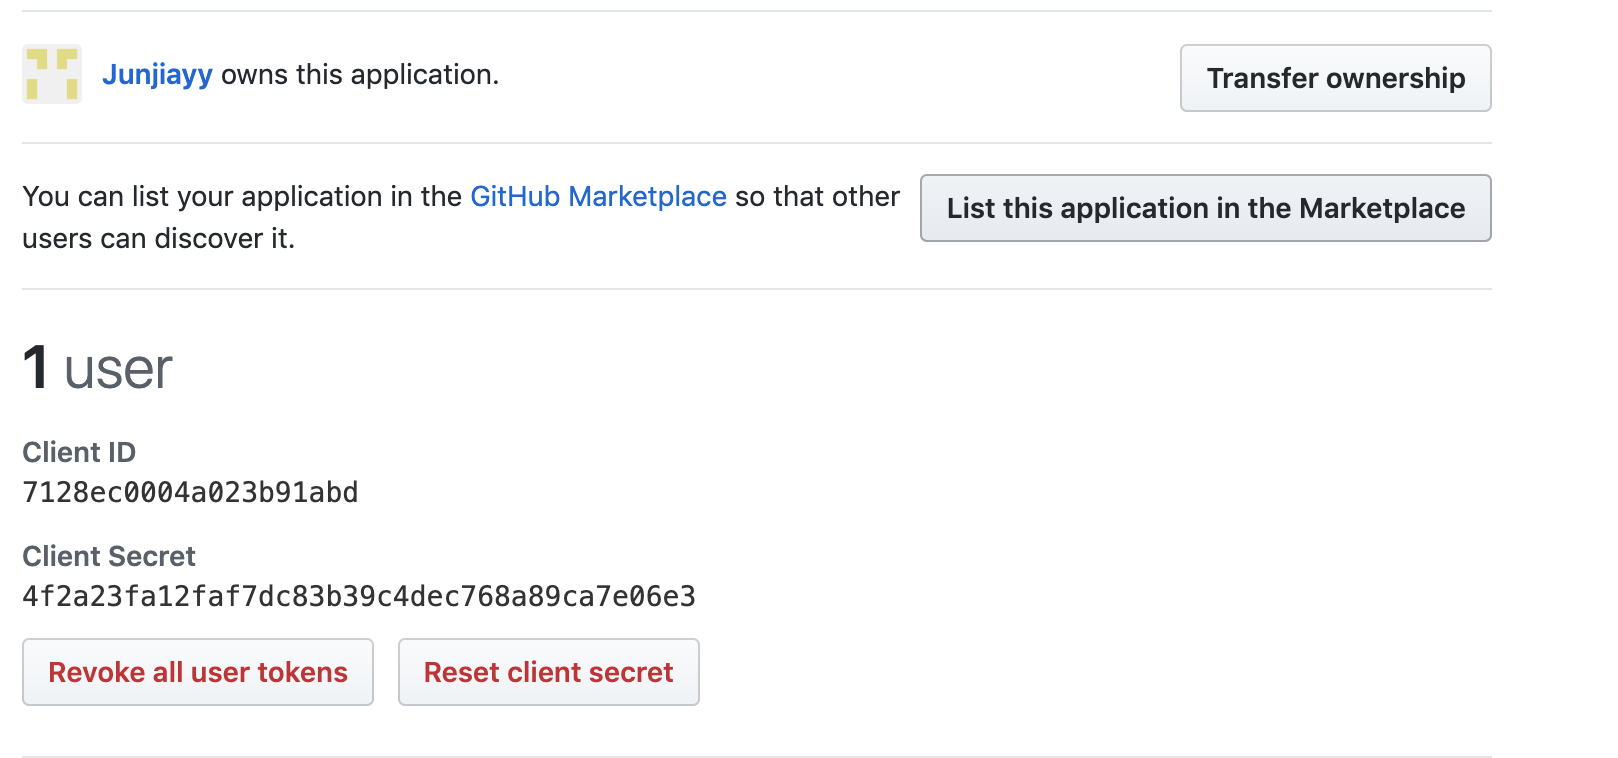 Junjiayy owns this application.
Transfer ownership
You can list your application in the GitHub Marketplace so that other
users can discover it.
List this application in the Marketplace
1 user
Client ID
7128ec0004a023b91abd
Client Secret
4f2a23fa12faf7dc83b39c4dec768a89ca7e06e3
Revoke all user tokens
Reset client secret